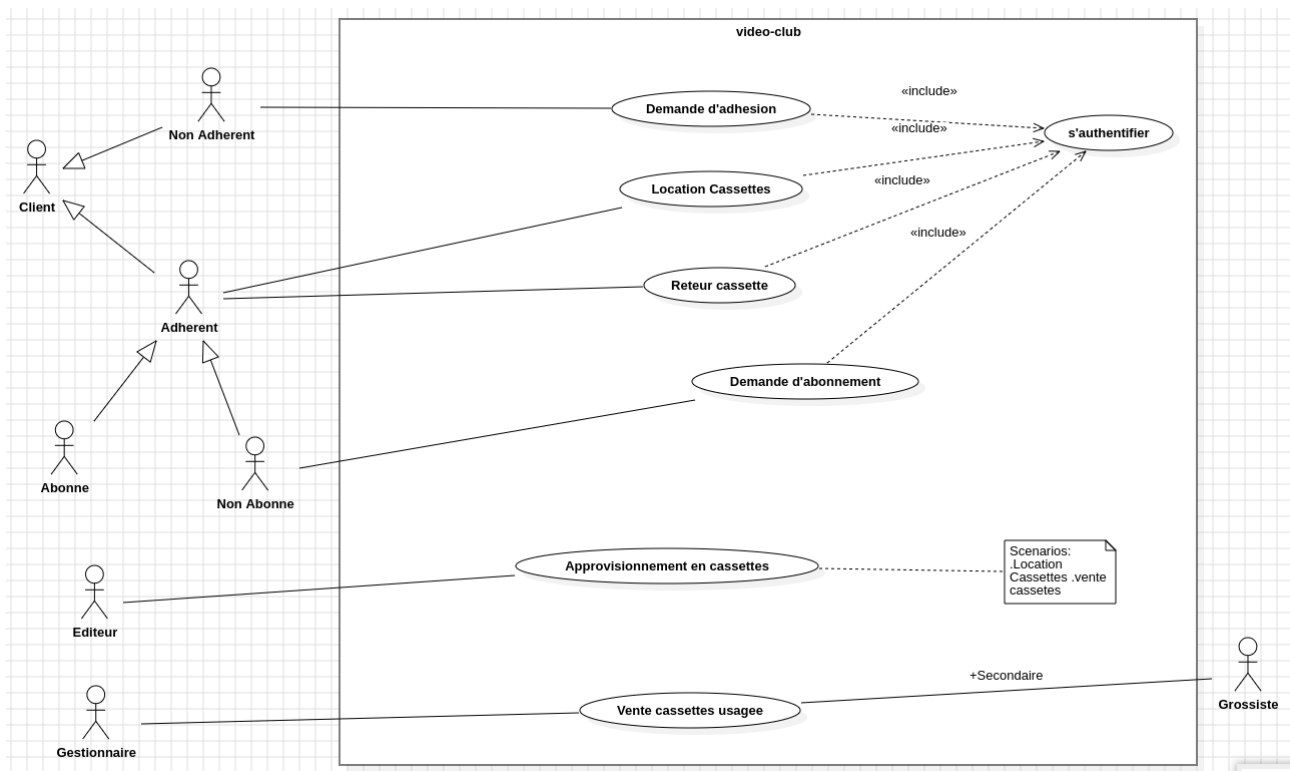 video-club
Non Adherent
Demande d'adhesion
«include»
«include»
s'authentifier
Client
Location Cassettes
«include»
«include»
Adherent
Reteur cassette
Demande d'abonnement
Abonne
Non Abonne
Approvisionnement en cassettes
Scenarios:
.Location
Cassettes .vente
cassetes
Editeur
+Secondaire
Grossiste
Vente cassettes usagee
Gestionnaire